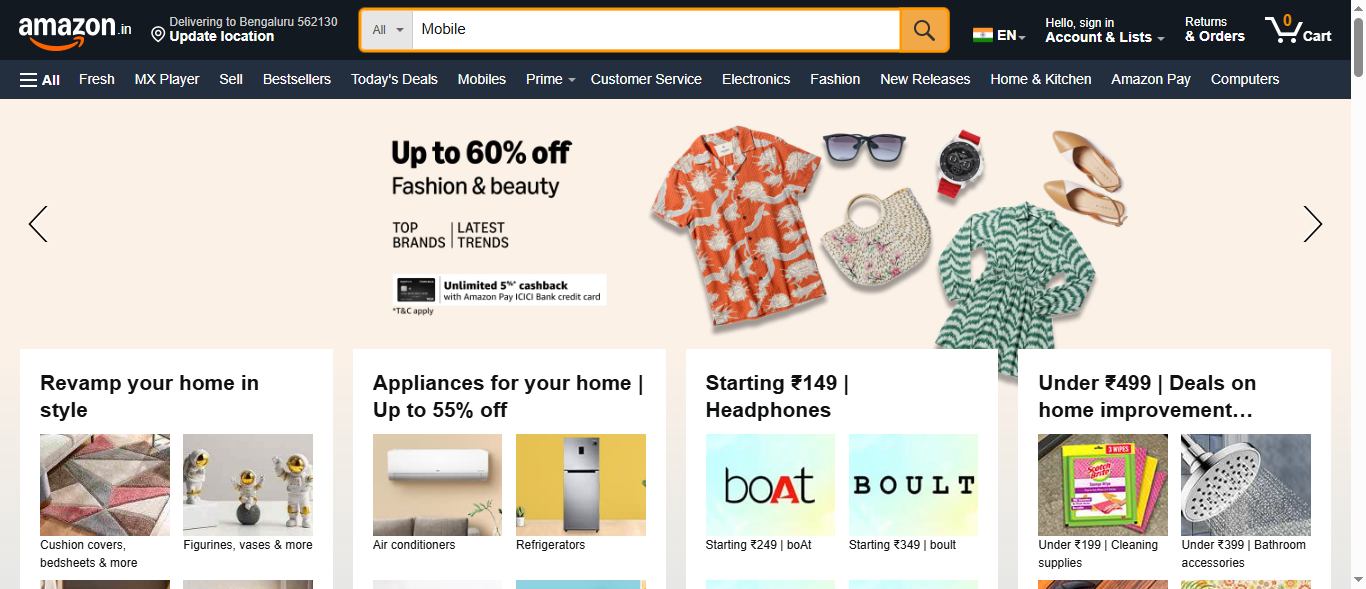 amazon.in
Delivering to Bengaluru 562130
Update location
All
Mobile
EN
Hello, sign in
Account & Lists
Returns
& Orders
0
Cart
All Fresh MX Player Sell Bestsellers Today's Deals Mobiles Prime Customer Service Electronics Fashion New Releases Home & Kitchen Amazon Pay Computers
Up to 60% off
Fashion & beauty
TOP BRANDS | LATEST TRENDS
Unlimited 5%* cashback
with Amazon Pay ICICI Bank credit card
*T&C apply
Revamp your home in
style
Cushion covers,
bedsheets & more
Figurines, vases & more
Appliances for your home |
Up to 55% off
Air conditioners
Refrigerators
Starting ₹149 |
Headphones
boAt
Starting ₹249 | boAt
BOULT
Starting ₹349 | boult
Under ₹499 | Deals on
home improvement…
3 WIPES
Scotch
Brite
Under ₹199 | Cleaning
supplies
Under ₹399 | Bathroom
accessories